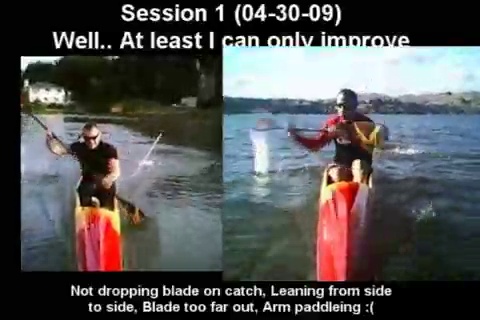 Session 1 (04-30-09)
Well.. At least I can only improve
Not dropping blade on catch, Leaning from side
to side, Blade too far out, Arm paddleing :(